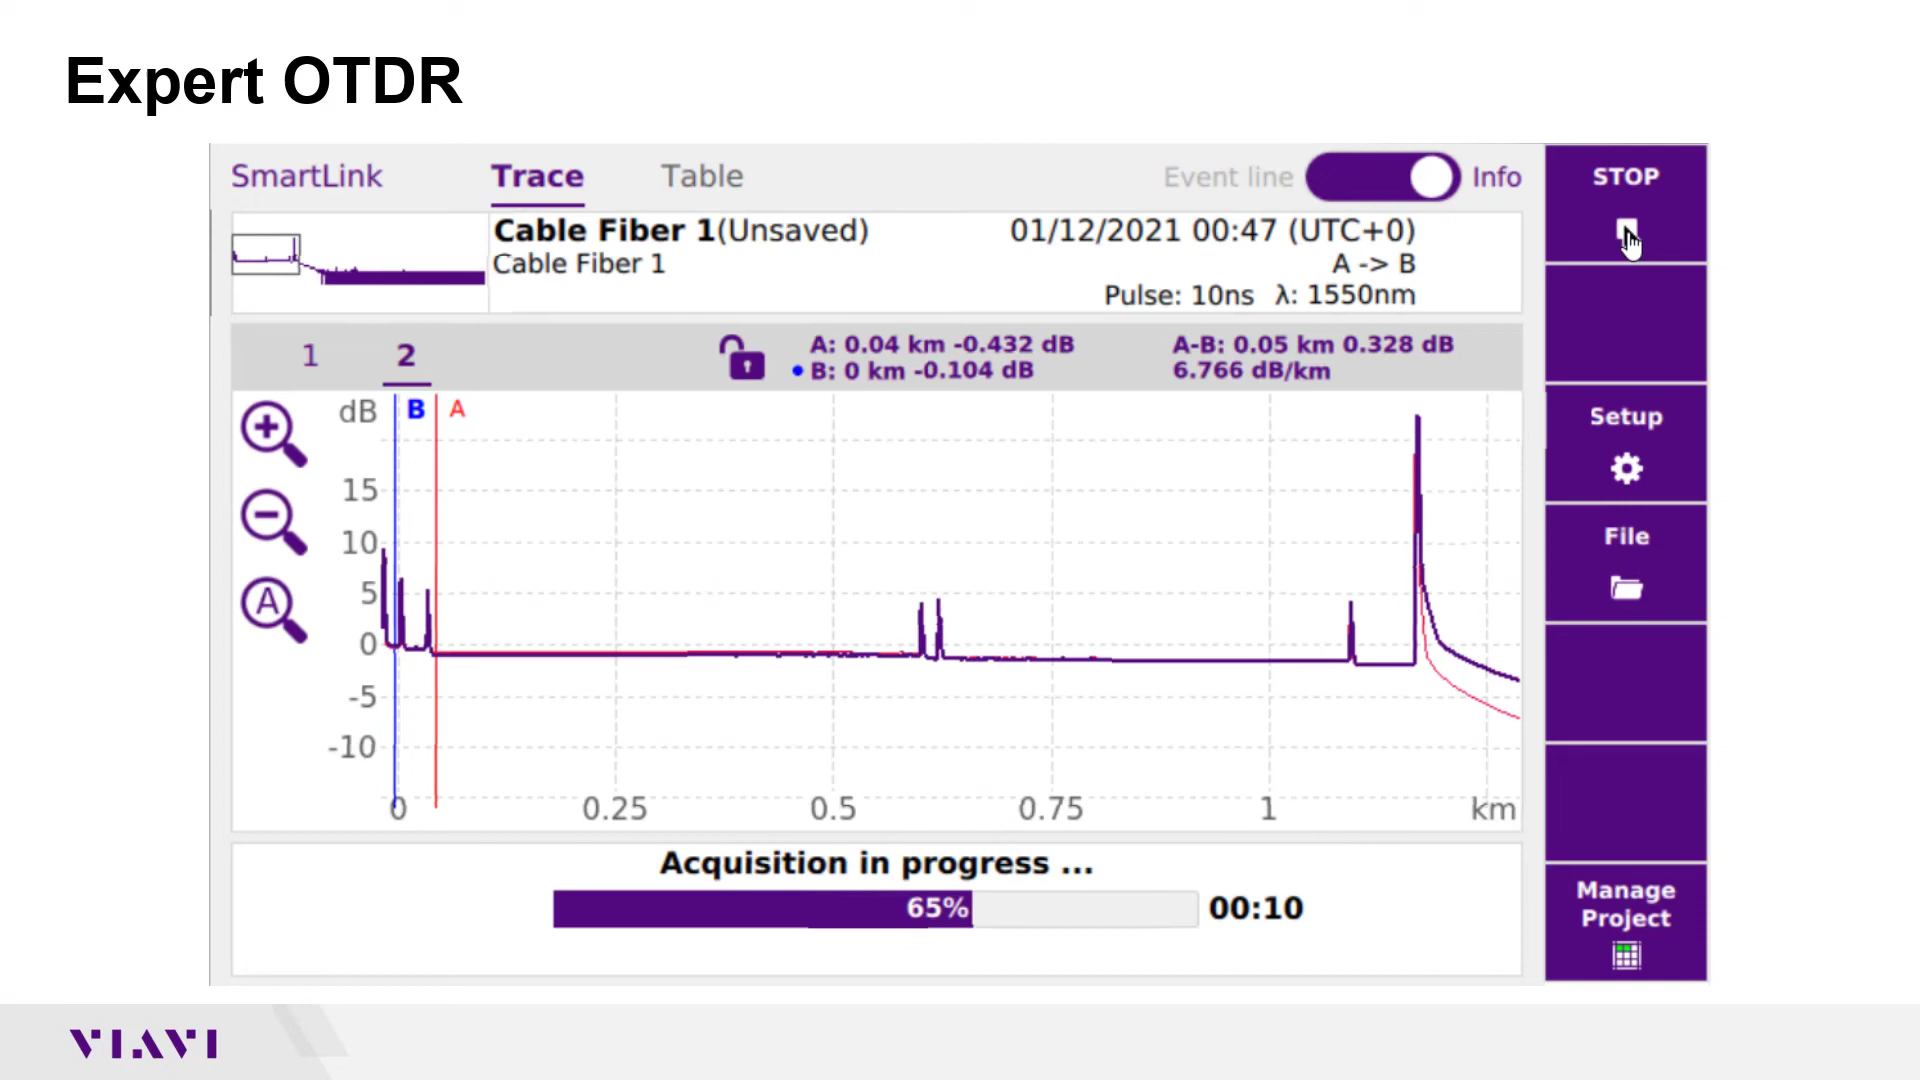 Expert OTDR
SmartLink Trace Table Event line Info
STOP
Cable Fiber 1(Unsaved) 01/12/2021 00:47 (UTC+0)
Cable Fiber 1 A -> B
Pulse: 10ns λ: 1550nm
1 2
A: 0.04 km -0.432 dB A-B: 0.05 km 0.328 dB
B: 0 km -0.104 dB 6.766 dB/km
dB B A
A
15
10
5
0
-5
-10
0 0.25 0.5 0.75 1 km
Setup
File
Acquisition in progress ...
65% 00:10
Manage
Project
VIAVI